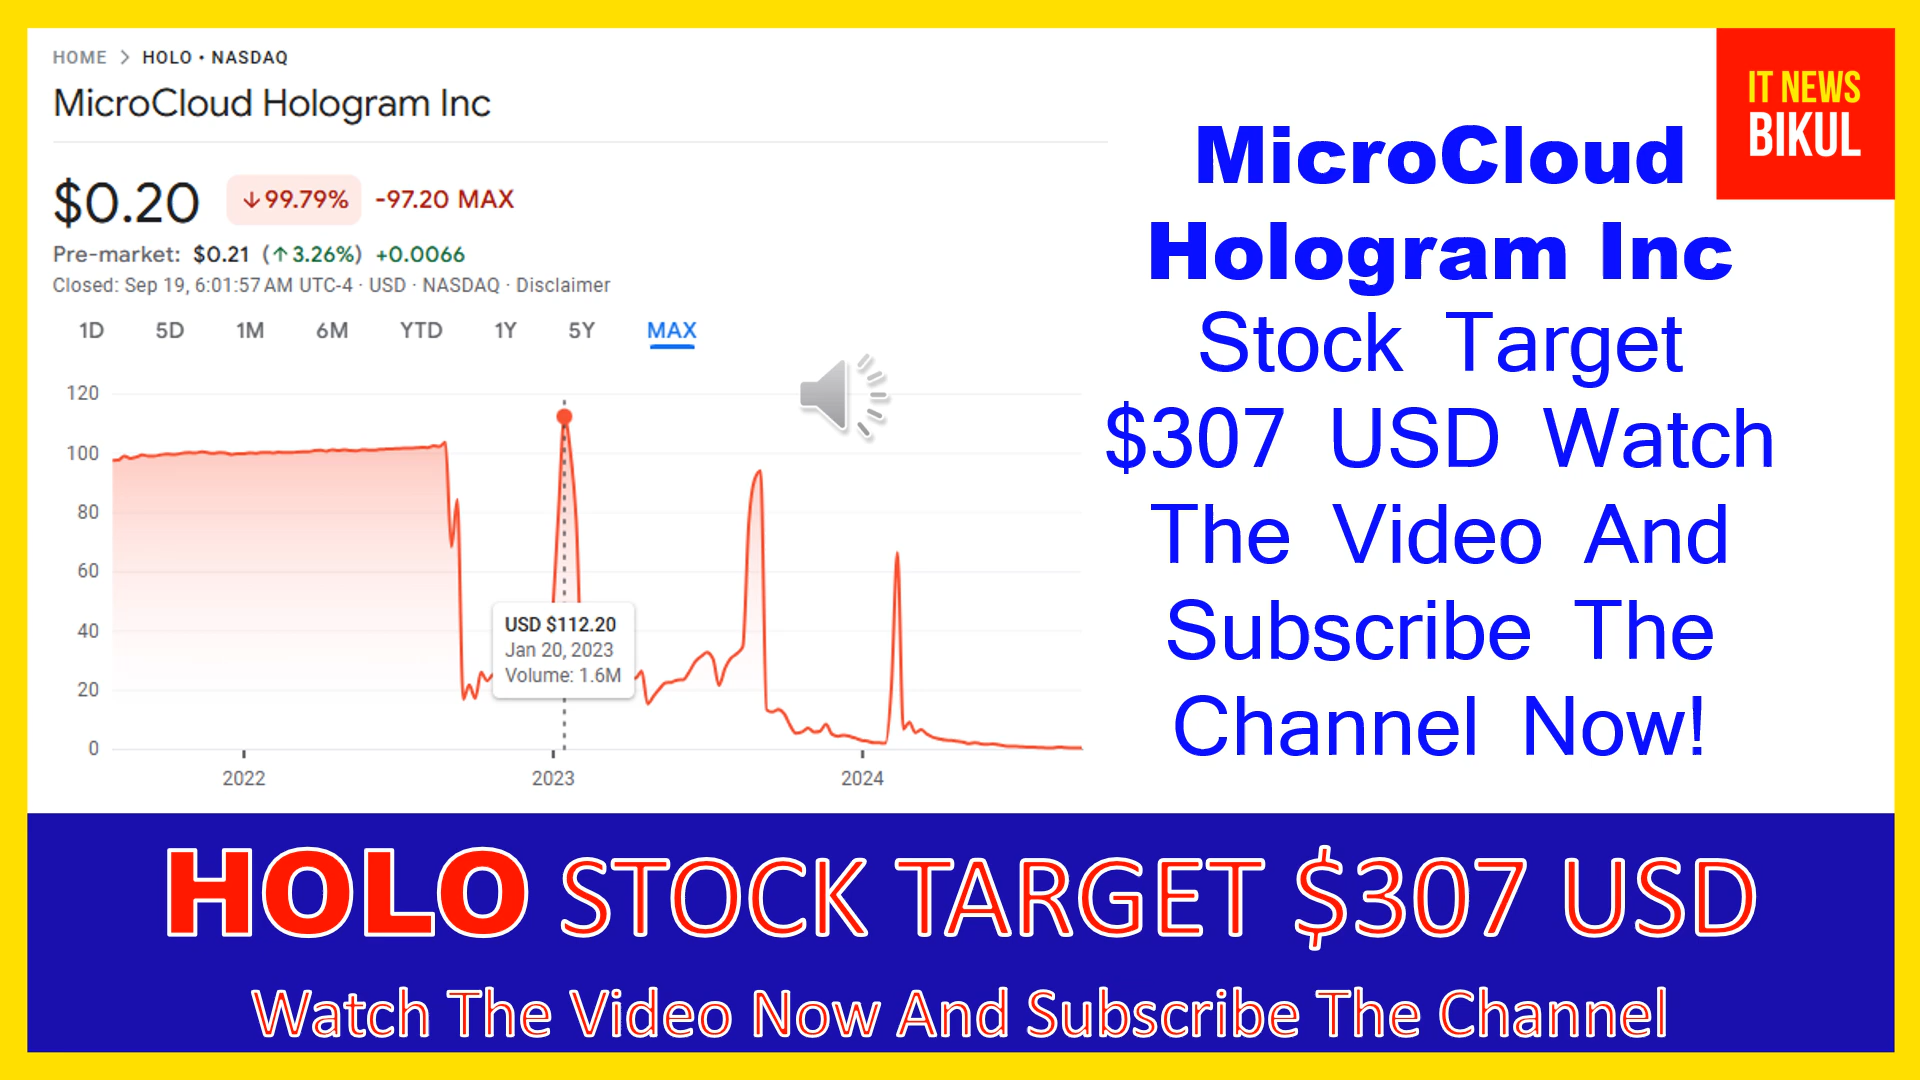 HOME > HOLO • NASDAQ
MicroCloud Hologram Inc
$0.20 ↓99.79% -97.20 MAX
Pre-market: $0.21 (↑3.26%) +0.0066
Closed: Sep 19, 6:01:57 AM UTC-4 · USD · NASDAQ · Disclaimer
1D 5D 1M 6M YTD 1Y 5Y MAX
120
100
80
60
40
20
0
USD $112.20
Jan 20, 2023
Volume: 1.6M
2022 2023 2024
IT NEWS
BIKUL
MicroCloud
Hologram Inc
Stock Target
$307 USD Watch
The Video And
Subscribe The
Channel Now!
HOLO STOCK TARGET $307 USD
Watch The Video Now And Subscribe The Channel